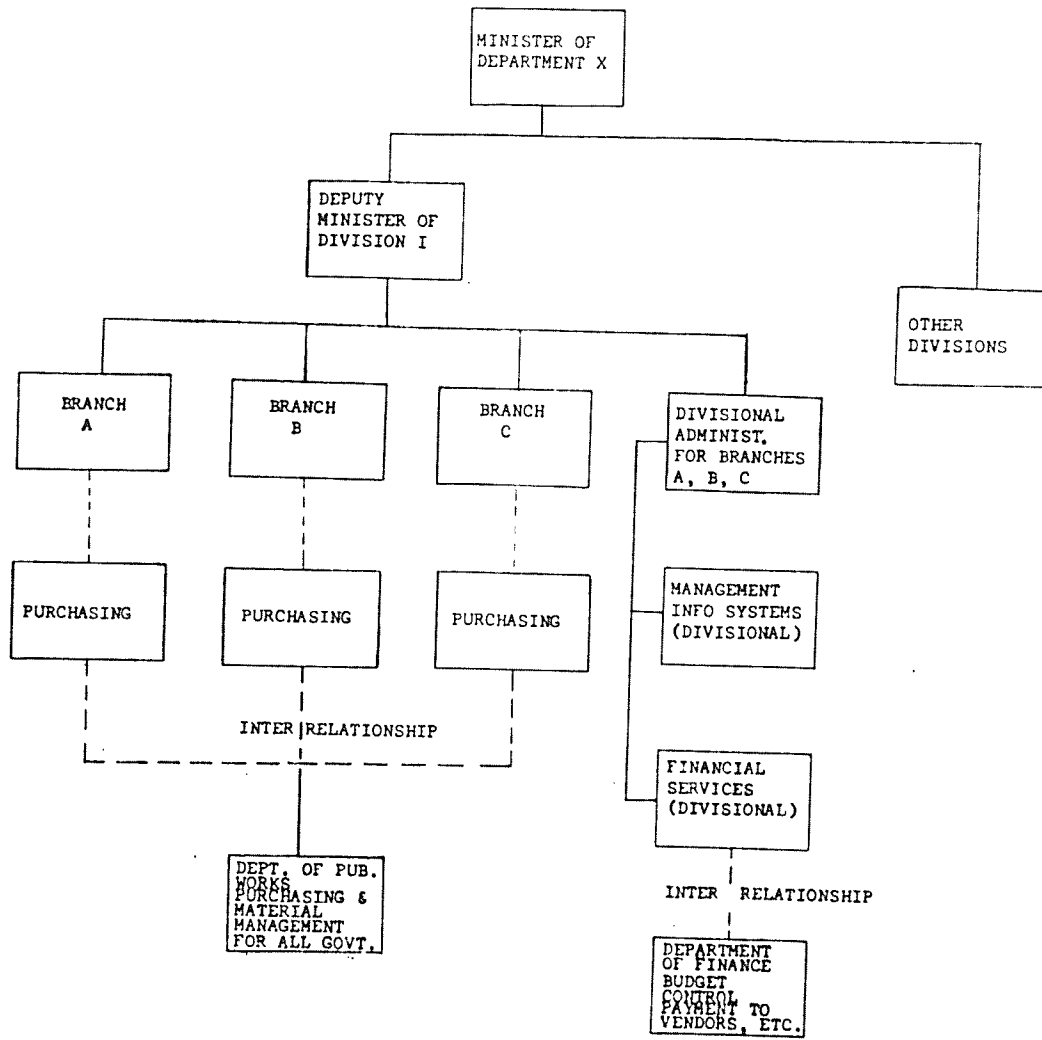 MINISTER OF
DEPARTMENT X
DEPUTY
MINISTER OF
DIVISION I
OTHER
DIVISIONS
BRANCH
A
BRANCH
B
BRANCH
C
DIVISIONAL
ADMINIST.
FOR BRANCHES
A, B, C
PURCHASING
PURCHASING
PURCHASING
MANAGEMENT
INFO SYSTEMS
(DIVISIONAL)
INTER RELATIONSHIP
FINANCIAL
SERVICES
(DIVISIONAL)
DEPT. OF PUB.
WORKS
PURCHASING &
MATERIAL
MANAGEMENT
FOR ALL GOVT.
INTER RELATIONSHIP
DEPARTMENT
OF FINANCE
BUDGET
CONTROL
PAYMENT TO
VENDORS, ETC.